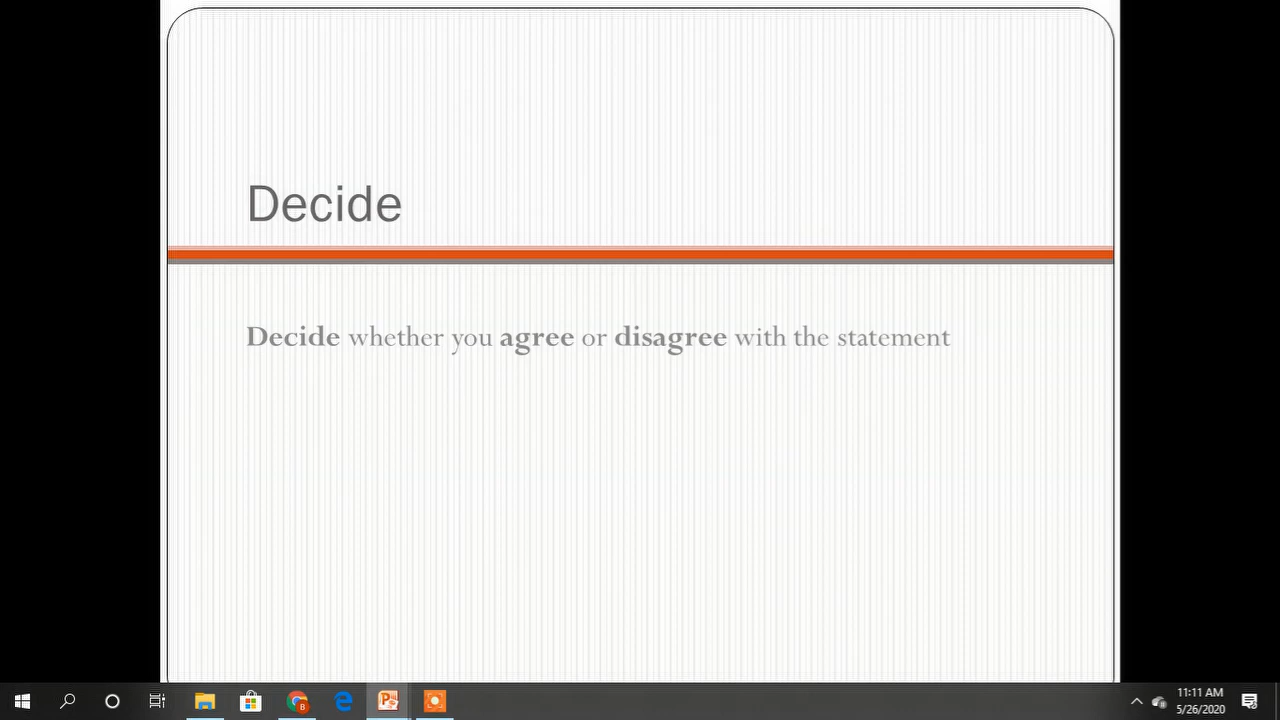 Decide
Decide whether you agree or disagree with the statement
11:11 AM
5/26/2020